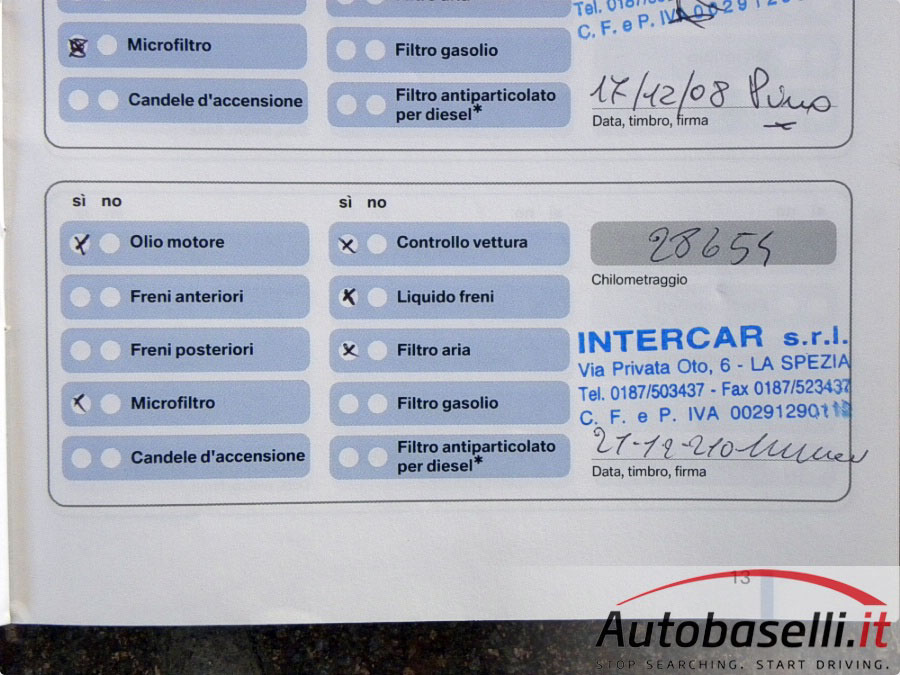 Tel. 0187/
C. F. e P. IVA
Microfiltro
Filtro gasolio
Candele d'accensione
Filtro antiparticolato
per diesel*
17/12/08
Data, timbro, firma
sì no
sì no
Olio motore
Controllo vettura
28654
Chilometraggio
Freni anteriori
Liquido freni
INTERCAR s.r.l.
Via Privata Oto, 6 - LA SPEZIA
Tel. 0187/503437 - Fax 0187/523437
C. F. e P. IVA
Freni posteriori
Filtro aria
Microfiltro
Filtro gasolio
Candele d'accensione
Filtro antiparticolato
per diesel*
Data, timbro, firma
13
Autobaselli.it
STOP SEARCHING. START DRIVING.